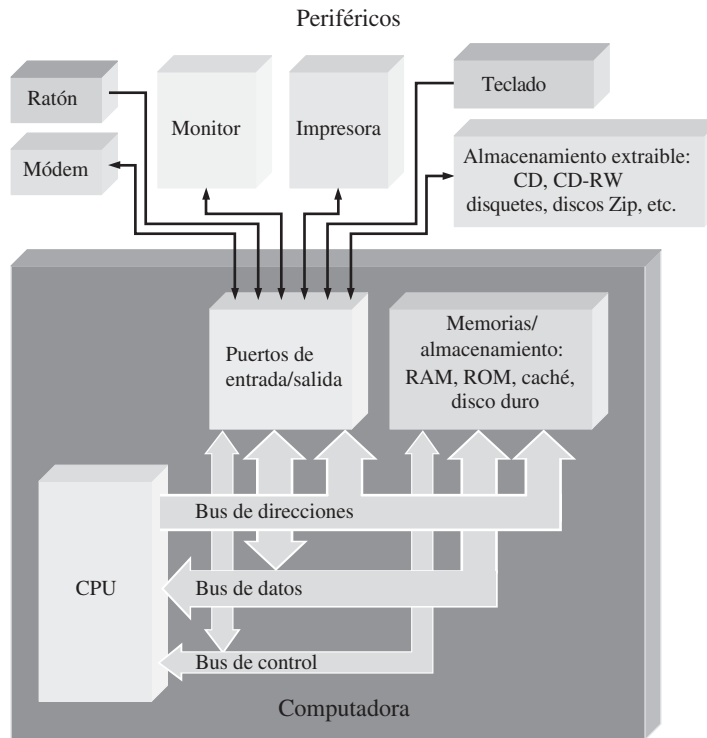 Periféricos
Ratón
Módem
Monitor
Impresora
Teclado
Almacenamiento extraible:
CD, CD-RW
disquetes, discos Zip, etc.
Puertos de
entrada/salida
Memorias/
almacenamiento:
RAM, ROM, caché,
disco duro
CPU
Bus de direcciones
Bus de datos
Bus de control
Computadora